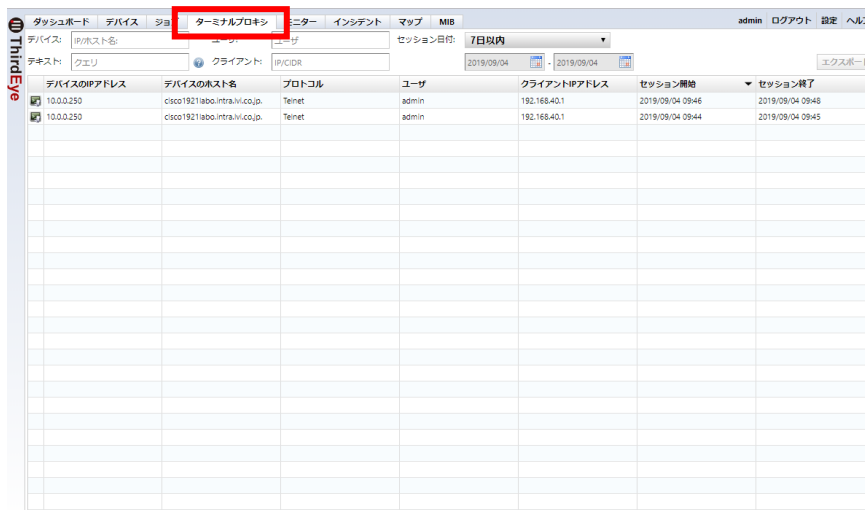 ThirdEye
ダッシュボード デバイス ジョブ ターミナルプロキシ モニター インシデント マップ MIB admin ログアウト 設定
デバイス: IP/ホスト名: ユーザ: ユーザ セッション日付: 7日以内
テキスト: クエリ クライアント: IP/CIDR 2019/09/04 - 2019/09/04 エクスポー
デバイスのIPアドレス デバイスのホスト名 プロトコル ユーザ クライアントIPアドレス セッション開始 セッション終了
10.0.0.250 cisco1921labo.intra.lvi.co.jp. Telnet admin 192.168.40.1 2019/09/04 09:46 2019/09/04 09:48
10.0.0.250 cisco1921labo.intra.lvi.co.jp. Telnet admin 192.168.40.1 2019/09/04 09:44 2019/09/04 09:45